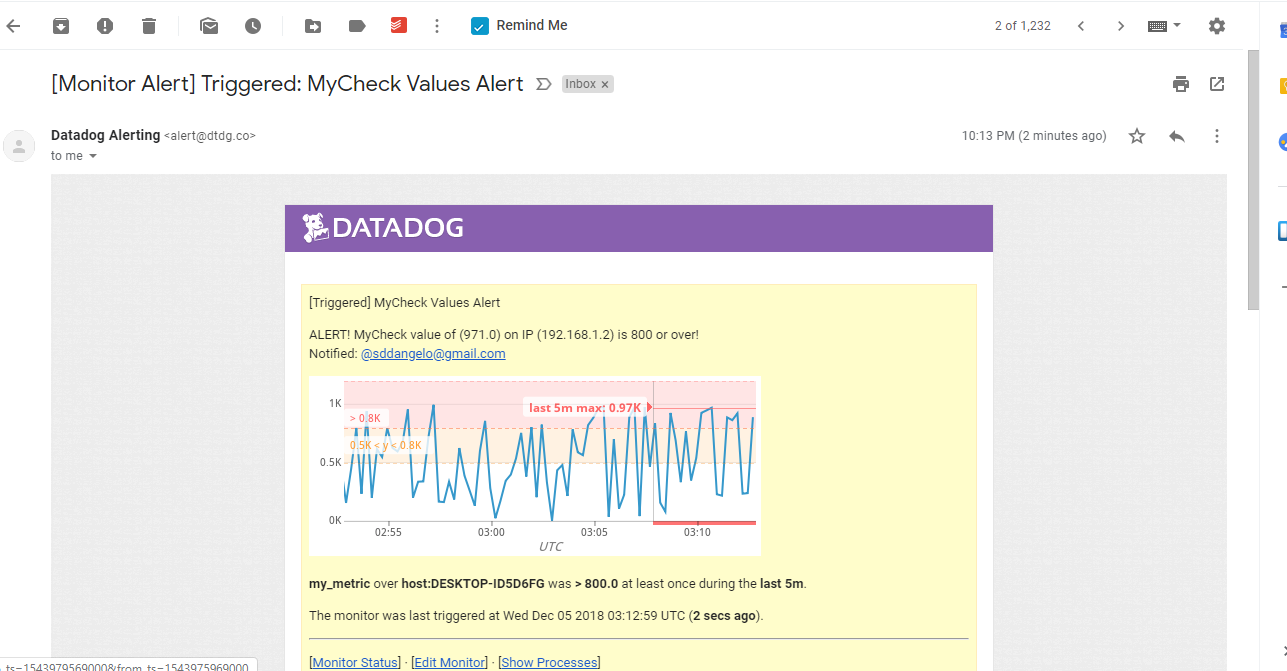 Remind Me
2 of 1,232
[Monitor Alert] Triggered: MyCheck Values Alert
Inbox x
Datadog Alerting <alert@dtdg.co>
10:13 PM (2 minutes ago)
to me
DATADOG
[Triggered] MyCheck Values Alert
ALERT! MyCheck value of (971.0) on IP (192.168.1.2) is 800 or over!
Notified: @sddangelo@gmail.com
1K
last 5m max: 0.97K
> 0.8K
0.5K < y < 0.8K
0.5K
0K
02:55 03:00 03:05 03:10
UTC
my_metric over host:DESKTOP-ID5D6FG was > 800.0 at least once during the last 5m.
The monitor was last triggered at Wed Dec 05 2018 03:12:59 UTC (2 secs ago).
[Monitor Status] · [Edit Monitor] · [Show Processes]
ts=1543979569000&from_ts=1543975969000